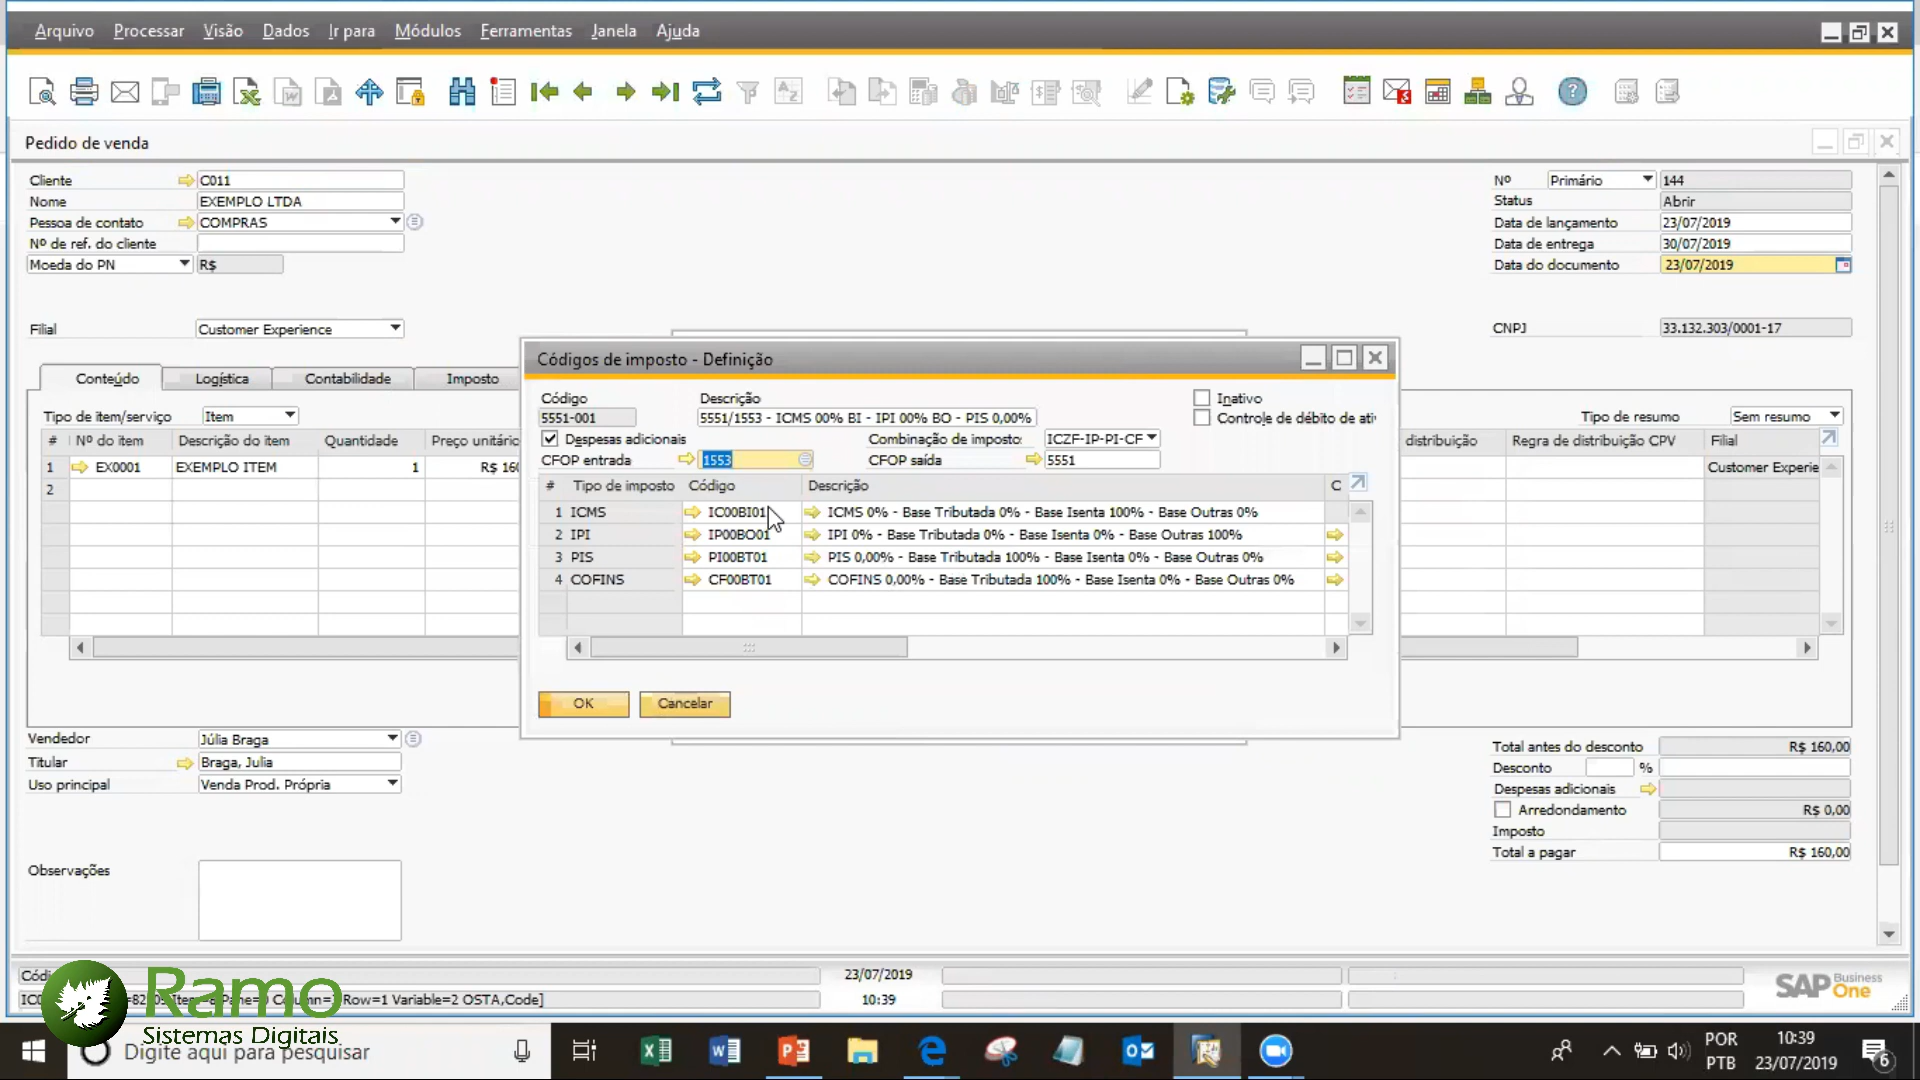 Arquivo Processar Visão Dados Ir para Módulos Ferramentas Janela Ajuda
Pedido de venda
Cliente C011
Nome EXEMPLO LTDA
Pessoa de contato COMPRAS
Nº de ref. do cliente
Moeda do PN R$
Filial Customer Experience
Nº Primário 144
Status Abrir
Data de lançamento 23/07/2019
Data de entrega 30/07/2019
Data do documento 23/07/2019
CNPJ 33.132.303/0001-17
Conteúdo Logística Contabilidade Imposto
Tipo de item/serviço Item
Tipo de resumo Sem resumo
# Nº do item Descrição do item Quantidade Preço unitário
distribuição Regra de distribuição CPV Filial
1 EX0001 EXEMPLO ITEM 1 R$ 160
Customer Experie
2
Códigos de imposto - Definição
Código Descrição
5551-001 5551/1553 - ICMS 00% BI - IPI 00% BO - PIS 0,00%
Inativo
Controle de débito de ati
Despesas adicionais Combinação de imposto: ICZF-IP-PI-CF
CFOP entrada 1553 CFOP saída 5551
# Tipo de imposto Código Descrição C
1 ICMS IC00BI01 ICMS 0% - Base Tributada 0% - Base Isenta 100% - Base Outras 0%
2 IPI IP00BO01 IPI 0% - Base Tributada 0% - Base Isenta 0% - Base Outras 100%
3 PIS PI00BT01 PIS 0,00% - Base Tributada 100% - Base Isenta 0% - Base Outras 0%
4 COFINS CF00BT01 COFINS 0,00% - Base Tributada 100% - Base Isenta 0% - Base Outras 0%
OK Cancelar
Vendedor Júlia Braga
Titular Braga, Julia
Uso principal Venda Prod. Própria
Observações
Total antes do desconto R$ 160,00
Desconto %
Despesas adicionais
Arredondamento R$ 0,00
Imposto
Total a pagar R$ 160,00
23/07/2019
10:39
Row=1 Variable=2 OSTA,Code]
SAP Business One
Ramo
Sistemas Digitais
Digite aqui para pesquisar
POR
PTB
10:39
23/07/2019
6